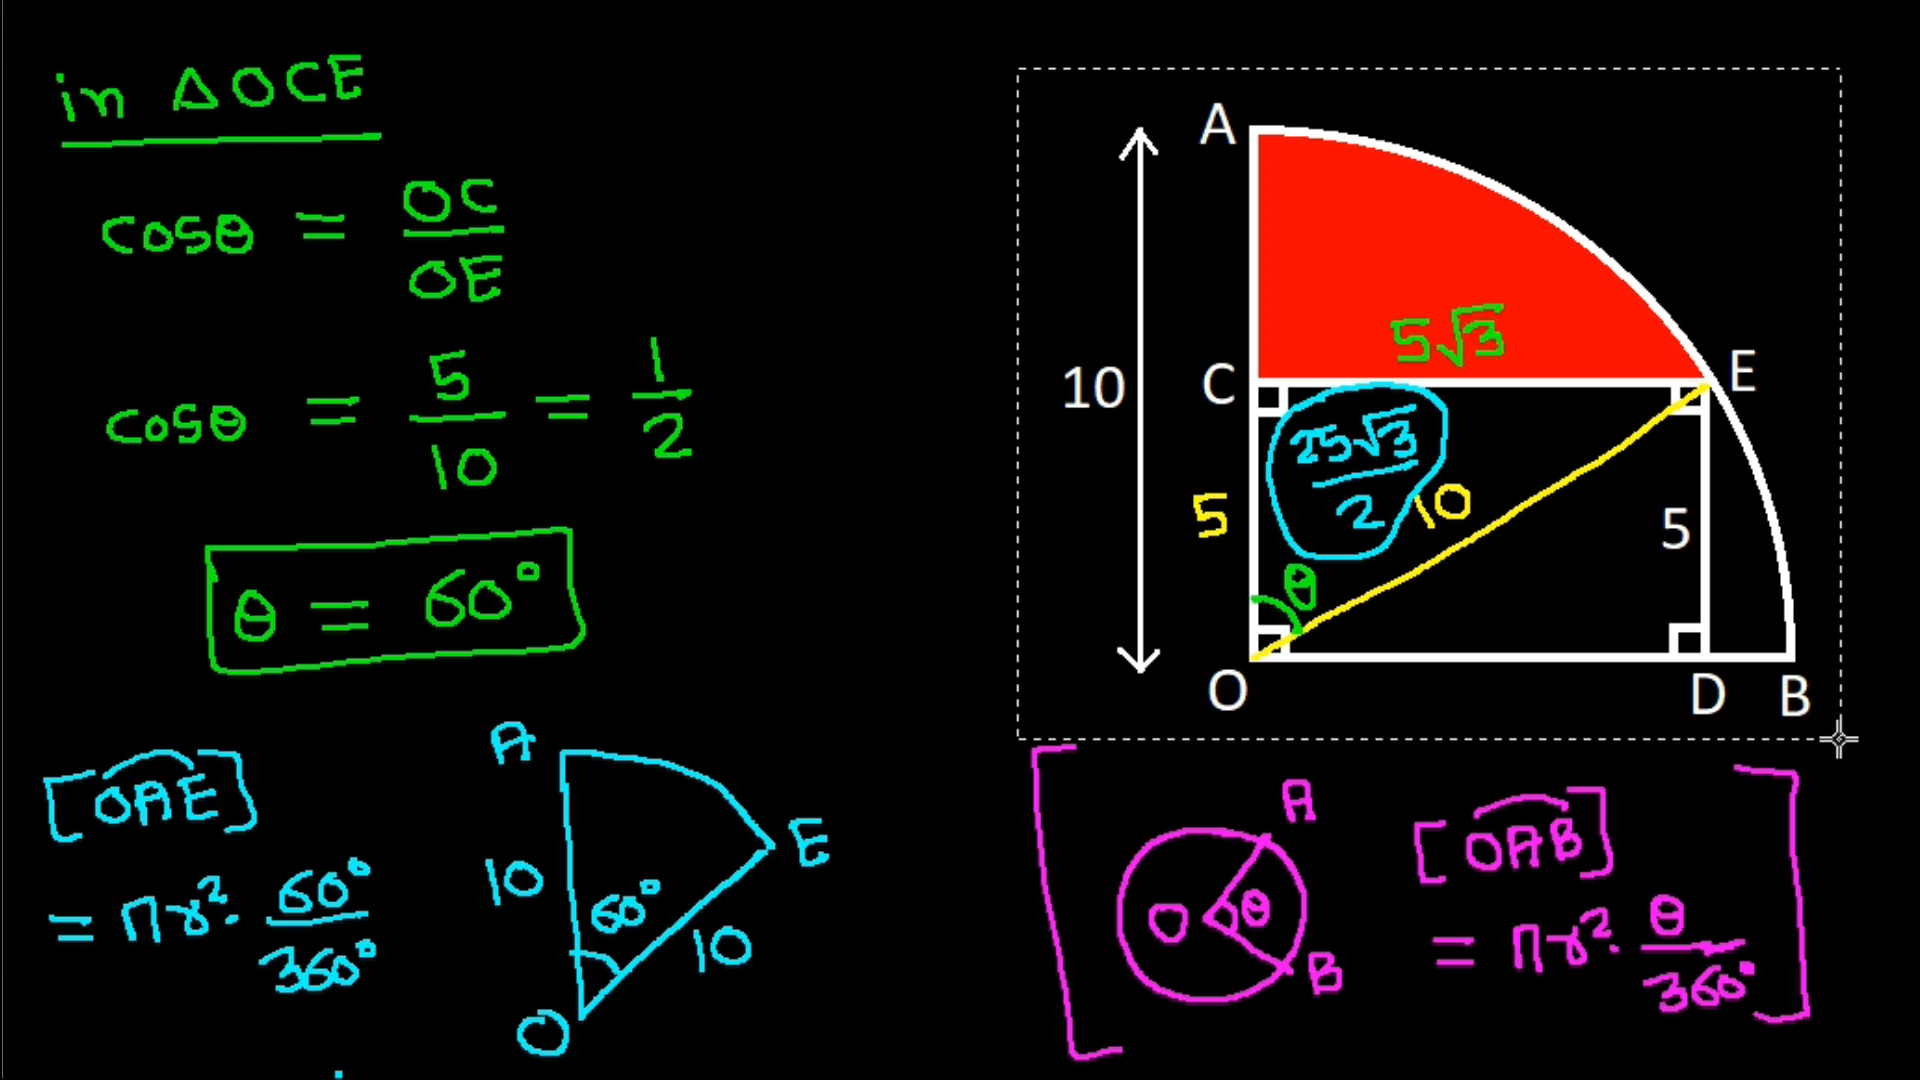 in △OCE
cosθ = OC/OE
cosθ = 5/10 = 1/2
θ = 60°
[OAE]
= πr². 60°/360°
A
E
10
60°
10
O
A
10
5√3
C
E
25√3/2
10
5
5
θ
O
D
B
A
O
θ
B
[OAB]
= πr². θ/360°